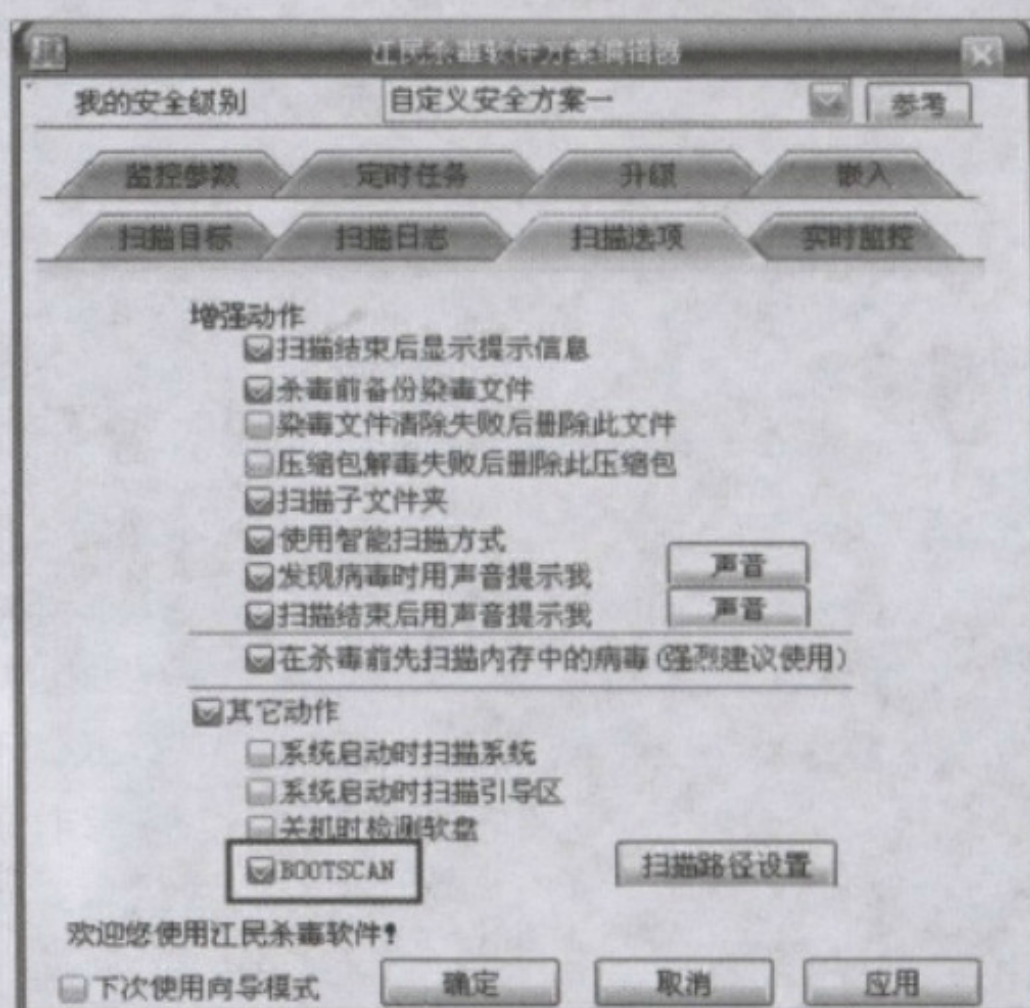 江民杀毒软件方案编辑器
我的安全级别 自定义安全方案一 参考
监控参数 定时任务 升级 嵌入
扫描目标 扫描日志 扫描选项 实时监控
增强动作
扫描结束后显示提示信息
杀毒前备份染毒文件
染毒文件清除失败后删除此文件
压缩包解毒失败后删除此压缩包
扫描子文件夹
使用智能扫描方式
发现病毒时用声音提示我 声音
扫描结束后用声音提示我 声音
在杀毒前先扫描内存中的病毒(强烈建议使用)
其它动作
系统启动时扫描系统
系统启动时扫描引导区
关机时检测软盘
BOOTSCAN 扫描路径设置
欢迎您使用江民杀毒软件!
下次使用向导模式 确定 取消 应用